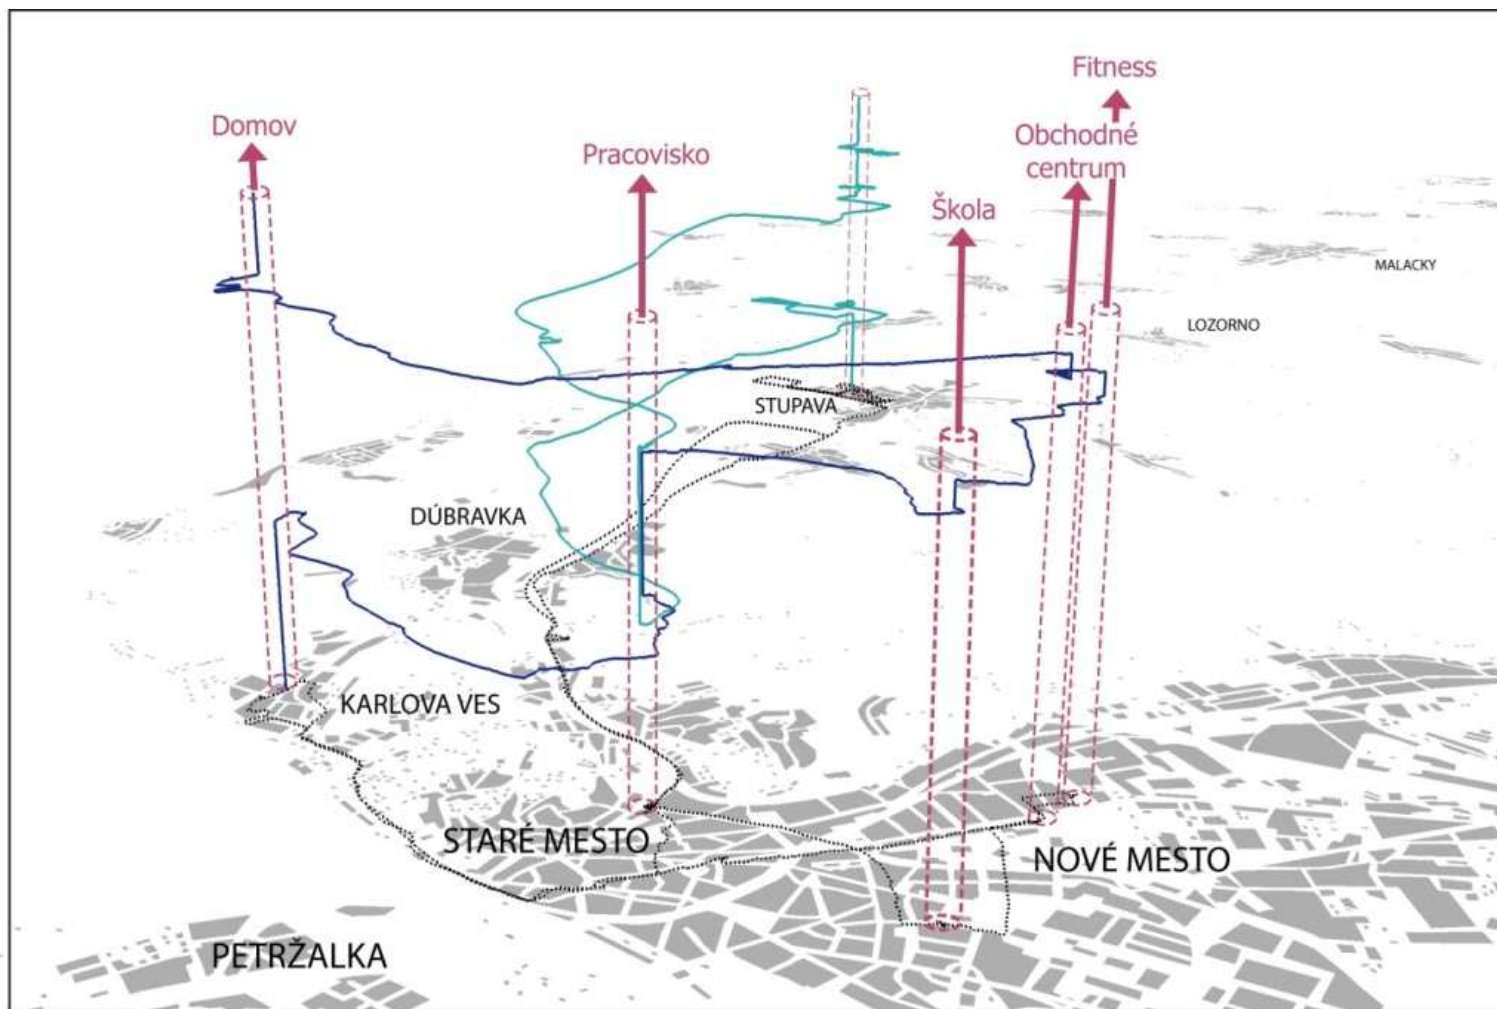 Fitness
Domov
Obchodné
centrum
Pracovisko
Škola
MALACKY
LOZORNO
STUPAVA
DÚBRAVKA
KARLOVA VES
STARÉ MESTO
NOVÉ MESTO
PETRŽALKA